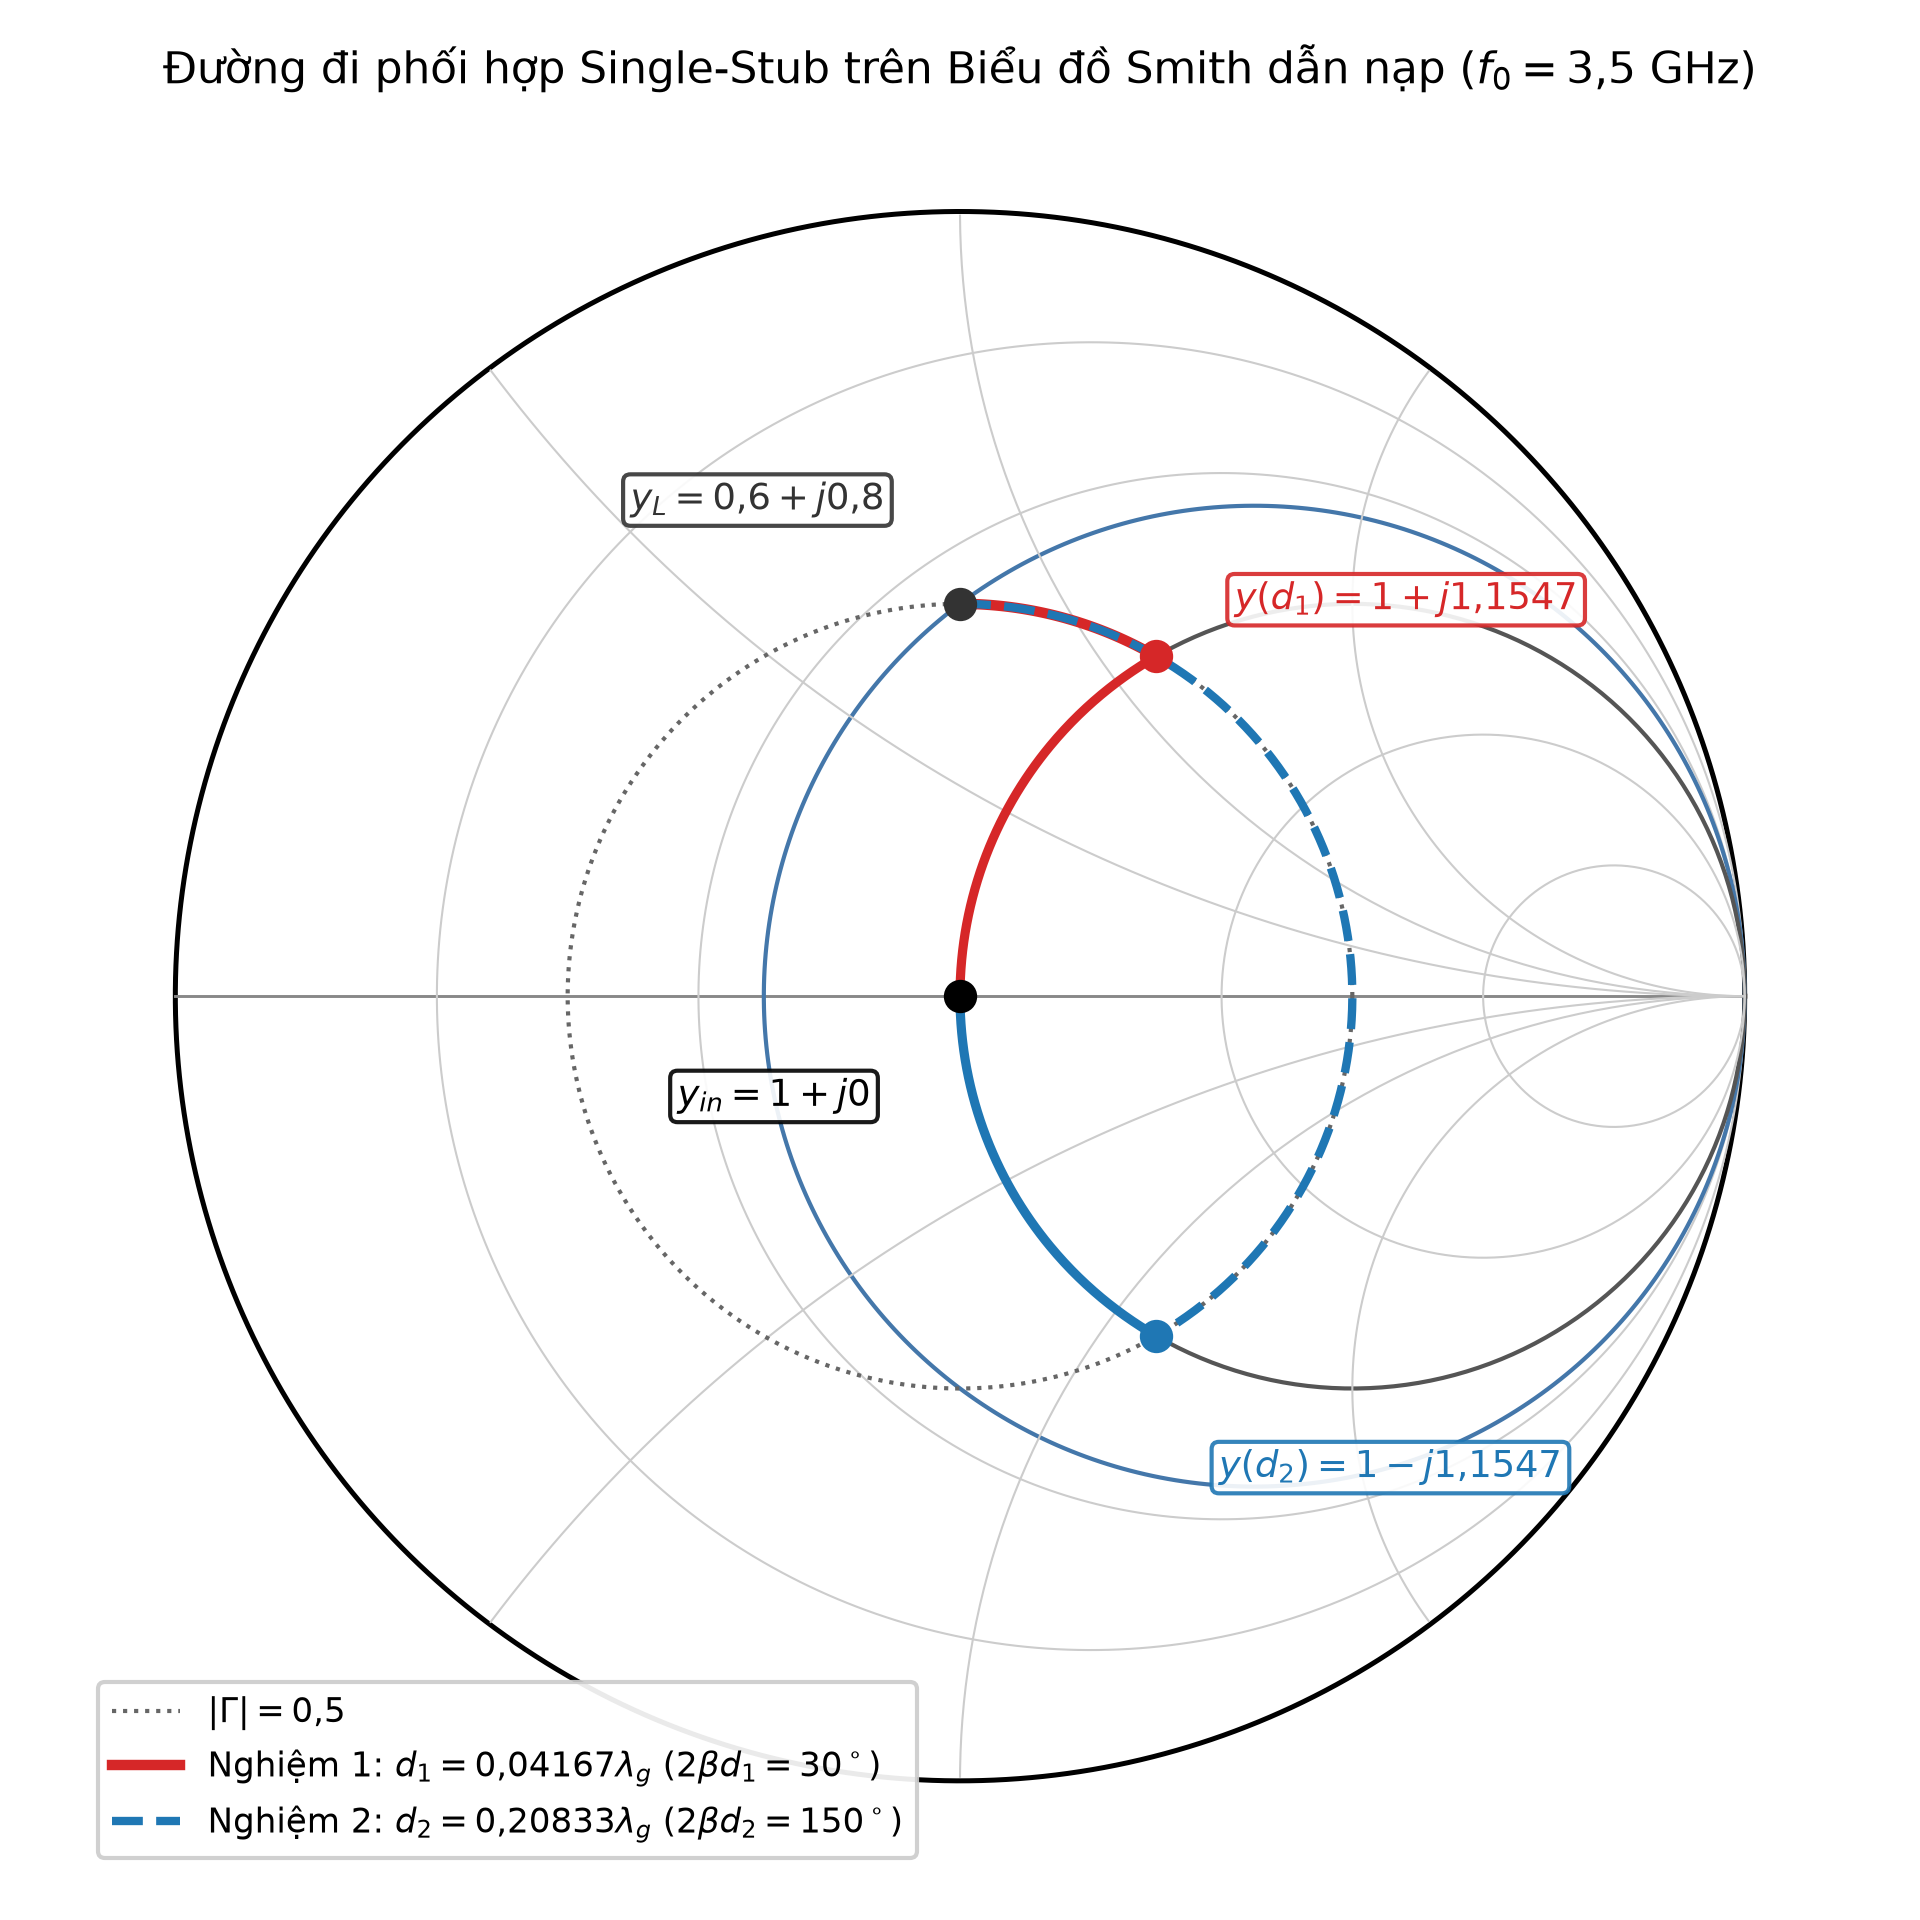 Đường đi phối hợp Single-Stub trên Biểu đồ Smith dẫn nạp (f₀ = 3,5 GHz)
y_L = 0,6 + j0,8
y(d₁) = 1 + j1,1547
y_in = 1 + j0
y(d₂) = 1 − j1,1547
|Γ| = 0,5
Nghiệm 1: d₁ = 0,04167λ_g (2βd₁ = 30°)
Nghiệm 2: d₂ = 0,20833λ_g (2βd₂ = 150°)